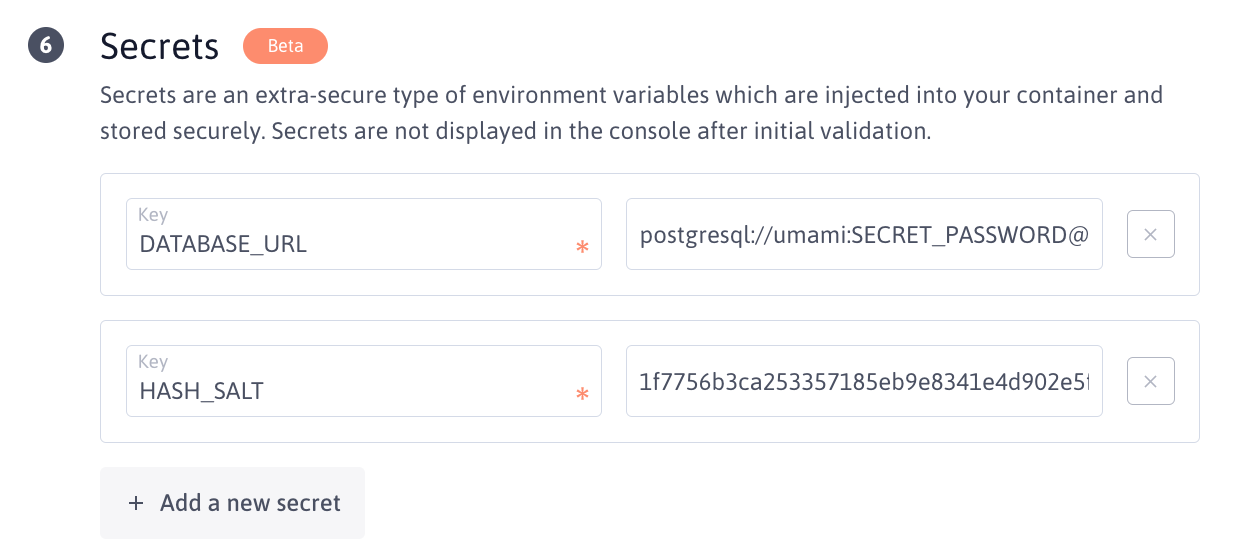 6
Secrets Beta
Secrets are an extra-secure type of environment variables which are injected into your container and
stored securely. Secrets are not displayed in the console after initial validation.
Key
DATABASE_URL *
postgresql://umami:SECRET_PASSWORD@
Key
HASH_SALT *
1f7756b3ca253357185eb9e8341e4d902e5f
+ Add a new secret